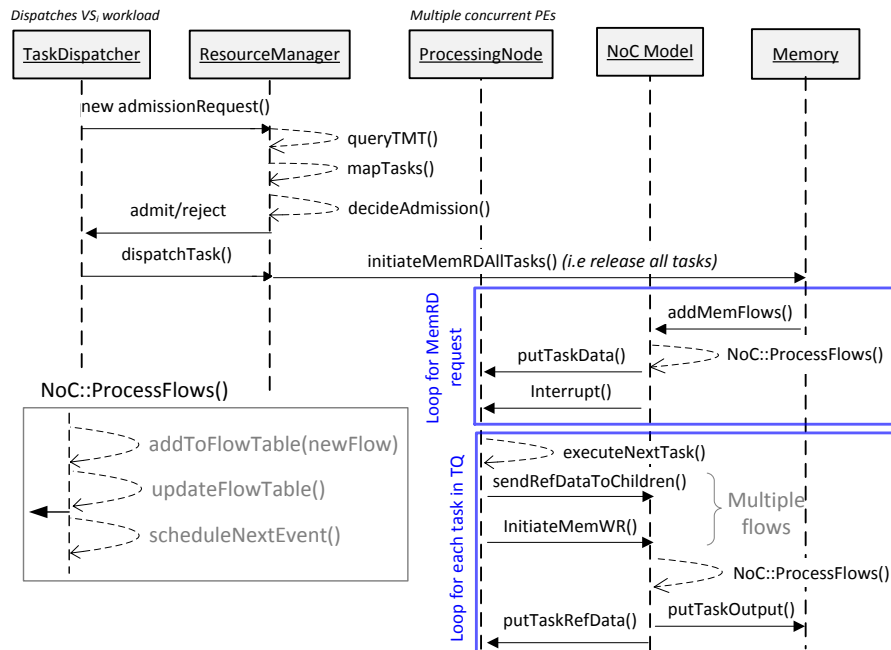 Dispatches VSi workload
Multiple concurrent PEs
TaskDispatcher
ResourceManager
ProcessingNode
NoC Model
Memory
new admissionRequest()
queryTMT()
mapTasks()
decideAdmission()
admit/reject
dispatchTask()
initiateMemRDAllTasks() (i.e release all tasks)
Loop for MemRD
request
addMemFlows()
NoC::ProcessFlows()
putTaskData()
Interrupt()
NoC::ProcessFlows()
addToFlowTable(newFlow)
updateFlowTable()
scheduleNextEvent()
Loop for each task in TQ
executeNextTask()
sendRefDataToChildren()
InitiateMemWR()
Multiple
flows
NoC::ProcessFlows()
putTaskOutput()
putTaskRefData()